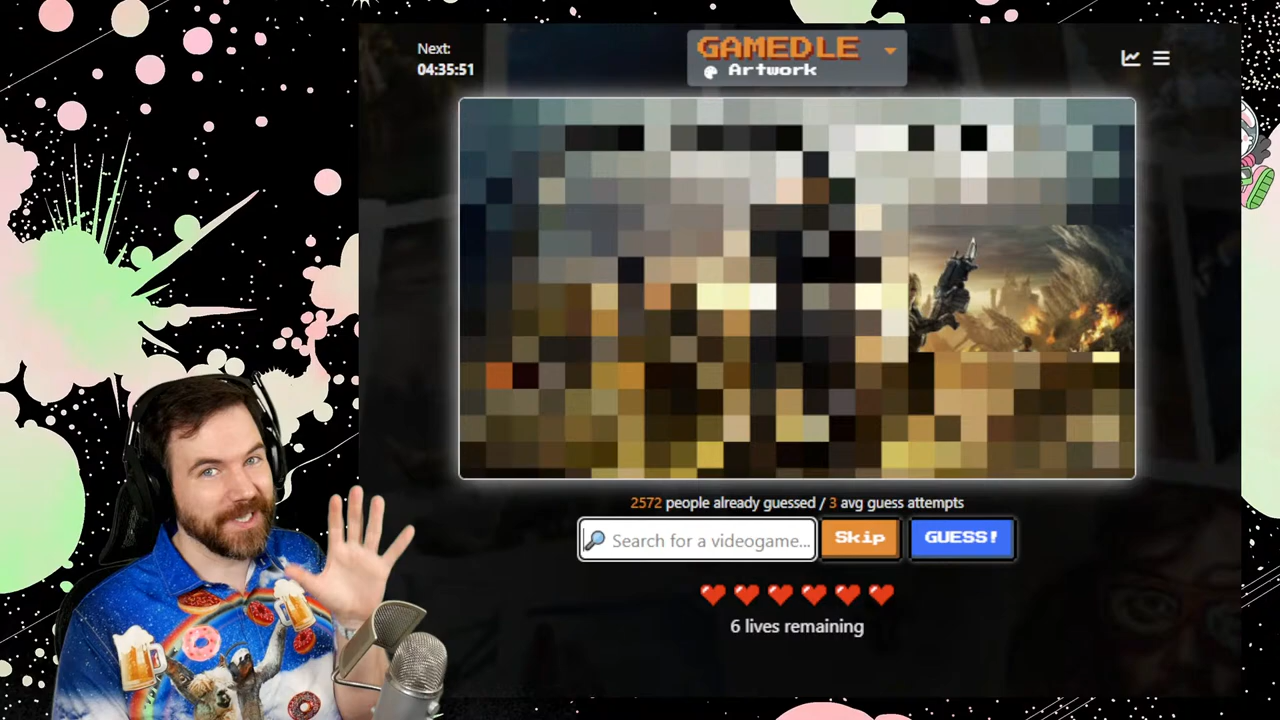 Next:
04:35:51
GAMEDLE
Artwork
2572 people already guessed / 3 avg guess attempts
Search for a videogame...
Skip
GUESS!
6 lives remaining